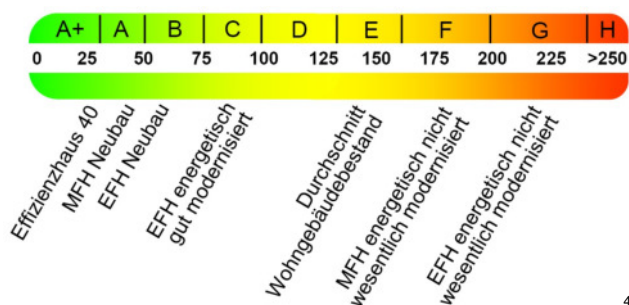 A+ A B C D E F G H
0 25 50 75 100 125 150 175 200 225 >250
Effizienzhaus 40
MFH Neubau
EFH Neubau
EFH energetisch
gut modernisiert
Durchschnitt
Wohngebäudebestand
MFH energetisch nicht
wesentlich modernisiert
EFH energetisch nicht
wesentlich modernisiert
4